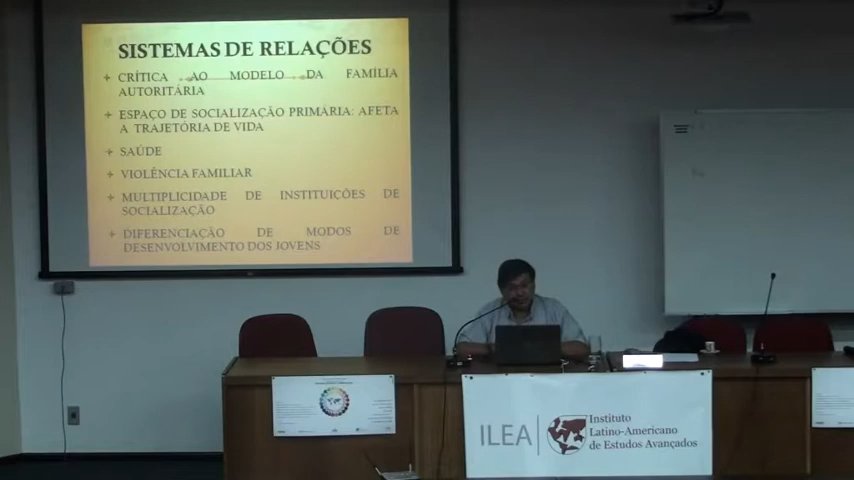 SISTEMAS DE RELAÇÕES
CRÍTICA AO MODELO DA FAMÍLIA
AUTORITÁRIA
ESPAÇO DE SOCIALIZAÇÃO PRIMÁRIA: AFETA
A TRAJETÓRIA DE VIDA
SAÚDE
VIOLÊNCIA FAMILIAR
MULTIPLICIDADE DE INSTITUIÇÕES DE
SOCIALIZAÇÃO
DIFERENCIAÇÃO DE MODOS DE
DESENVOLVIMENTO DOS JOVENS
ILEA
Instituto
Latino-Americano
de Estudos Avançados